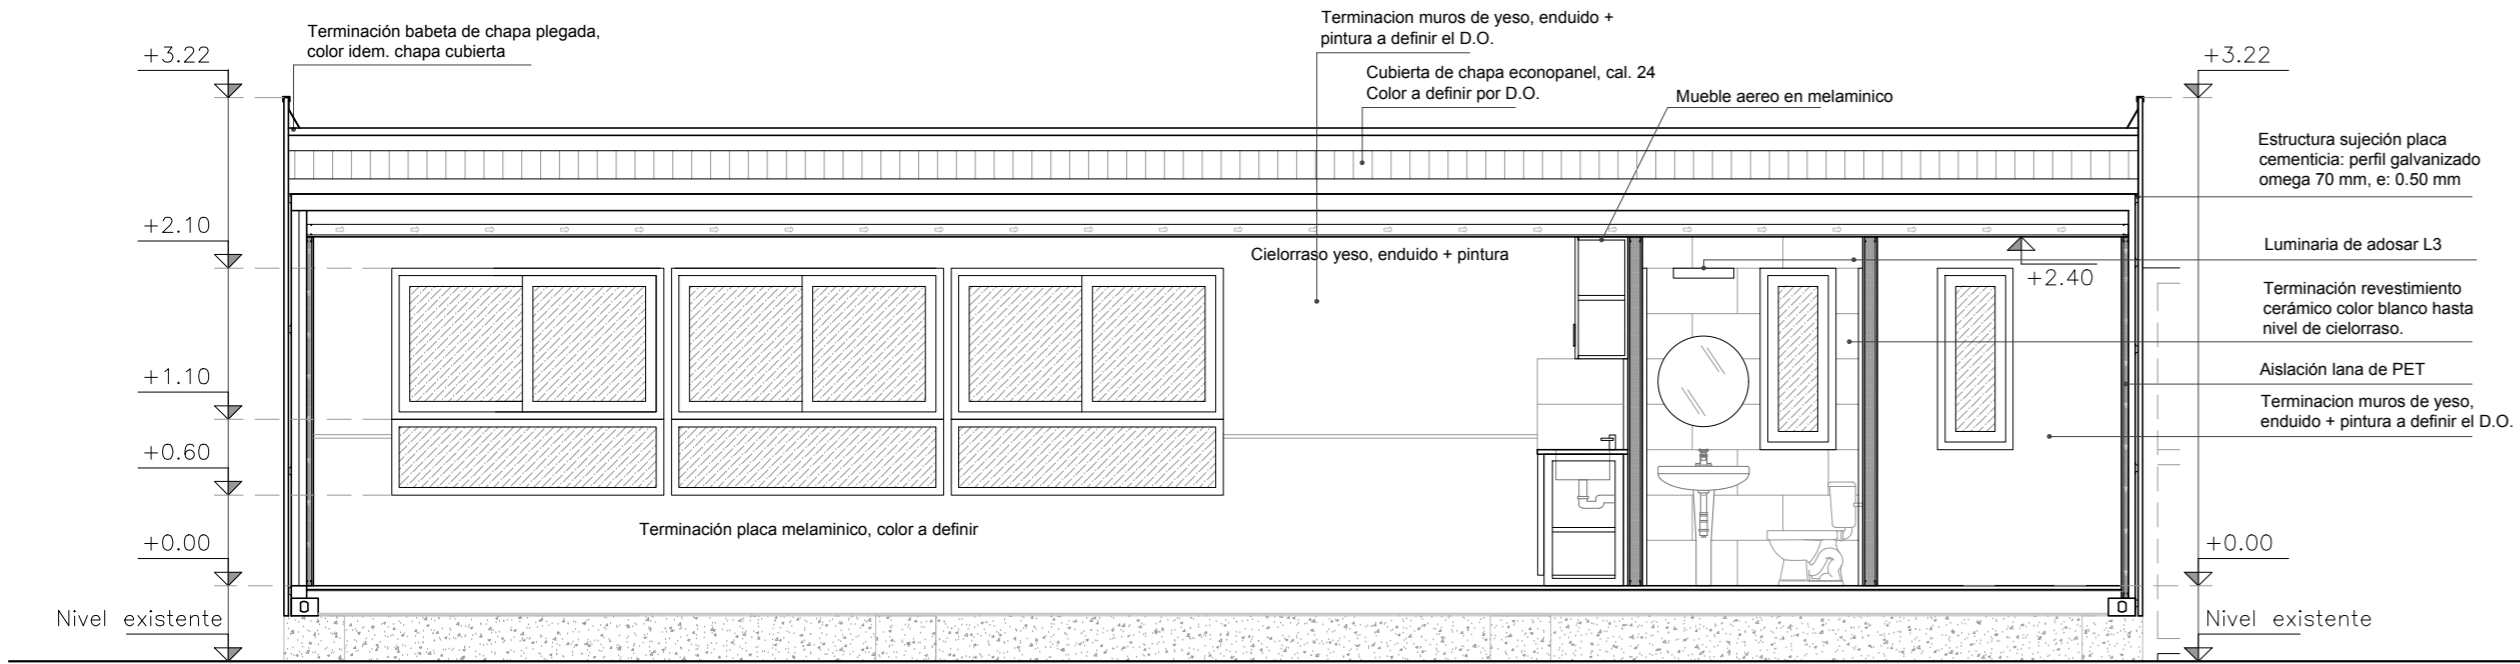 Terminación babeta de chapa plegada,
color idem. chapa cubierta
Terminacion muros de yeso, enduido +
pintura a definir el D.O.
Cubierta de chapa econopanel, cal. 24
Color a definir por D.O.
Mueble aereo en melaminico
+3.22
+3.22
Estructura sujeción placa
cementicia: perfil galvanizado
omega 70 mm, e: 0.50 mm
+2.10
Cielorraso yeso, enduido + pintura
Luminaria de adosar L3
+2.40
Terminación revestimiento
cerámico color blanco hasta
nivel de cielorraso.
+1.10
Aislación lana de PET
Terminacion muros de yeso,
enduido + pintura a definir el D.O.
+0.60
Terminación placa melaminico, color a definir
+0.00
+0.00
Nivel existente
Nivel existente